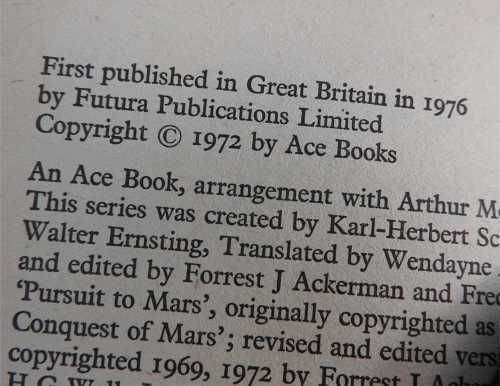 First published in Great Britain in 1976
by Futura Publications Limited
Copyright © 1972 by Ace Books
An Ace Book, arrangement with Arthur
This series was created by Karl-Herbert
Walter Ernsting, Translated by Wendayne
and edited by Forrest J Ackerman and
'Pursuit to Mars', originally copyrighted as
Conquest of Mars'; revised and edited
copyrighted 1969, 1972 by Forrest J
H.G.